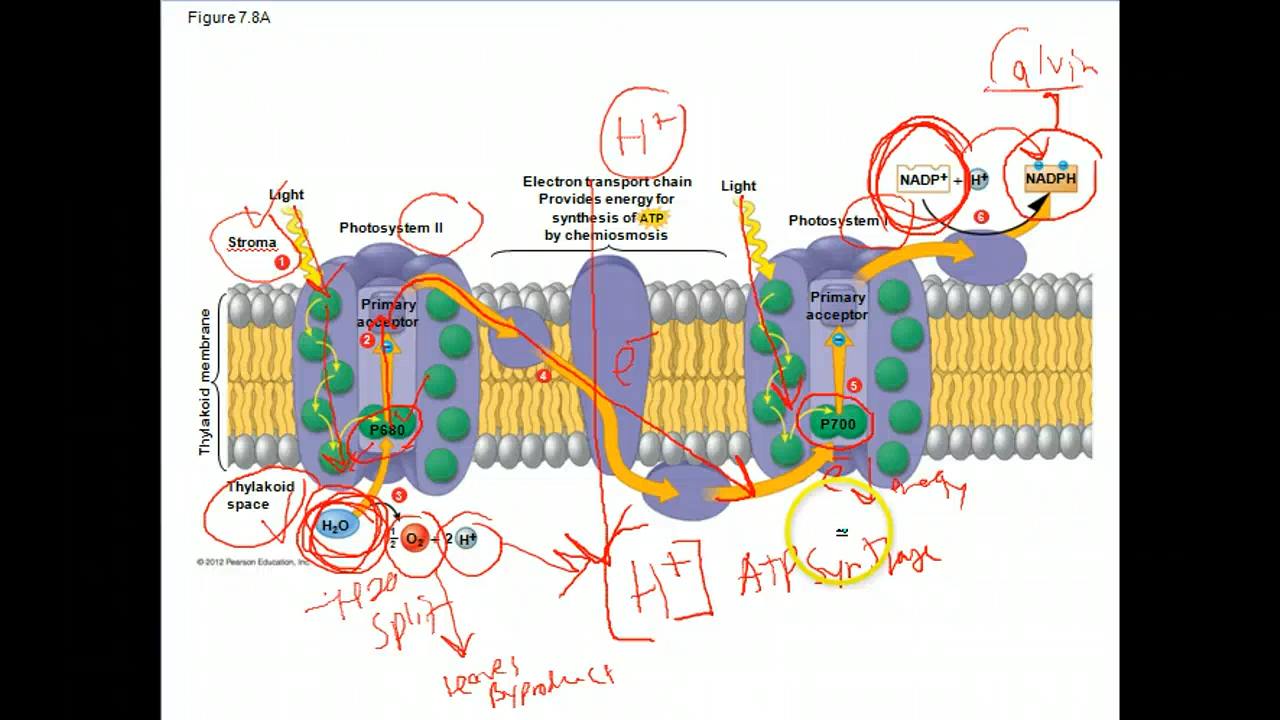 Figure 7.8A
Calvin
H+
NADP+ + H+
NADPH
6
Electron transport chain
Provides energy for
synthesis of ATP
by chemiosmosis
Light
Light
Photosystem II
Photosystem I
Stroma
1
Primary
acceptor
2
Primary
acceptor
Thylakoid membrane
e-
4
5
P680
P700
Thylakoid
space
3
H2O
1/2 O2 + 2 H+
e-
energy
© 2012 Pearson Education, Inc.
H+
ATP Synthase
H20
Split
leaves
Byproduct